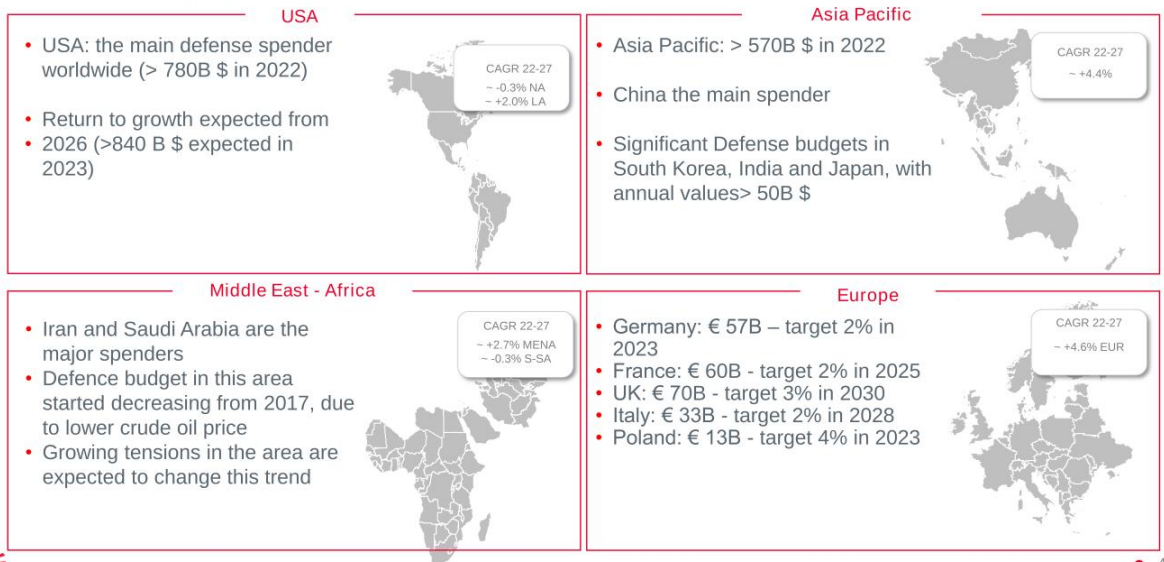 USA
• USA: the main defense spender
worldwide (> 780B $ in 2022)
• Return to growth expected from
• 2026 (>840 B $ expected in
2023)
CAGR 22-27
~ -0.3% NA
~ +2.0% LA
Asia Pacific
• Asia Pacific: > 570B $ in 2022
• China the main spender
• Significant Defense budgets in
South Korea, India and Japan, with
annual values> 50B $
CAGR 22-27
~ +4.4%
Middle East - Africa
• Iran and Saudi Arabia are the
major spenders
• Defence budget in this area
started decreasing from 2017, due
to lower crude oil price
• Growing tensions in the area are
expected to change this trend
CAGR 22-27
~ +2.7% MENA
~ -0.3% S-SA
Europe
• Germany: € 57B – target 2% in
2023
• France: € 60B - target 2% in 2025
• UK: € 70B - target 3% in 2030
• Italy: € 33B - target 2% in 2028
• Poland: € 13B - target 4% in 2023
CAGR 22-27
~ +4.6% EUR